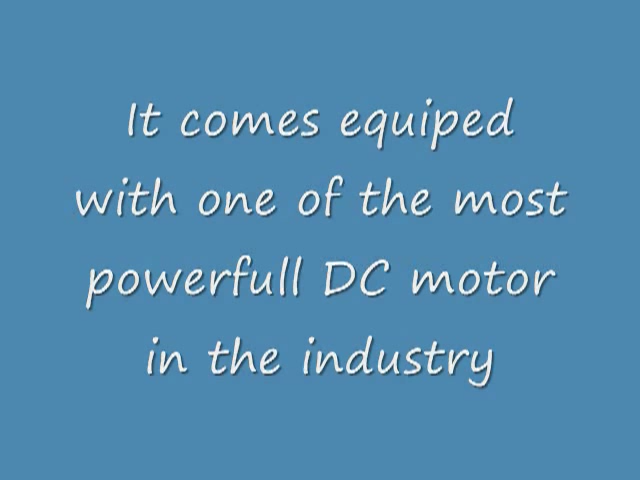 It comes equiped
with one of the most
powerfull DC motor
in the industry